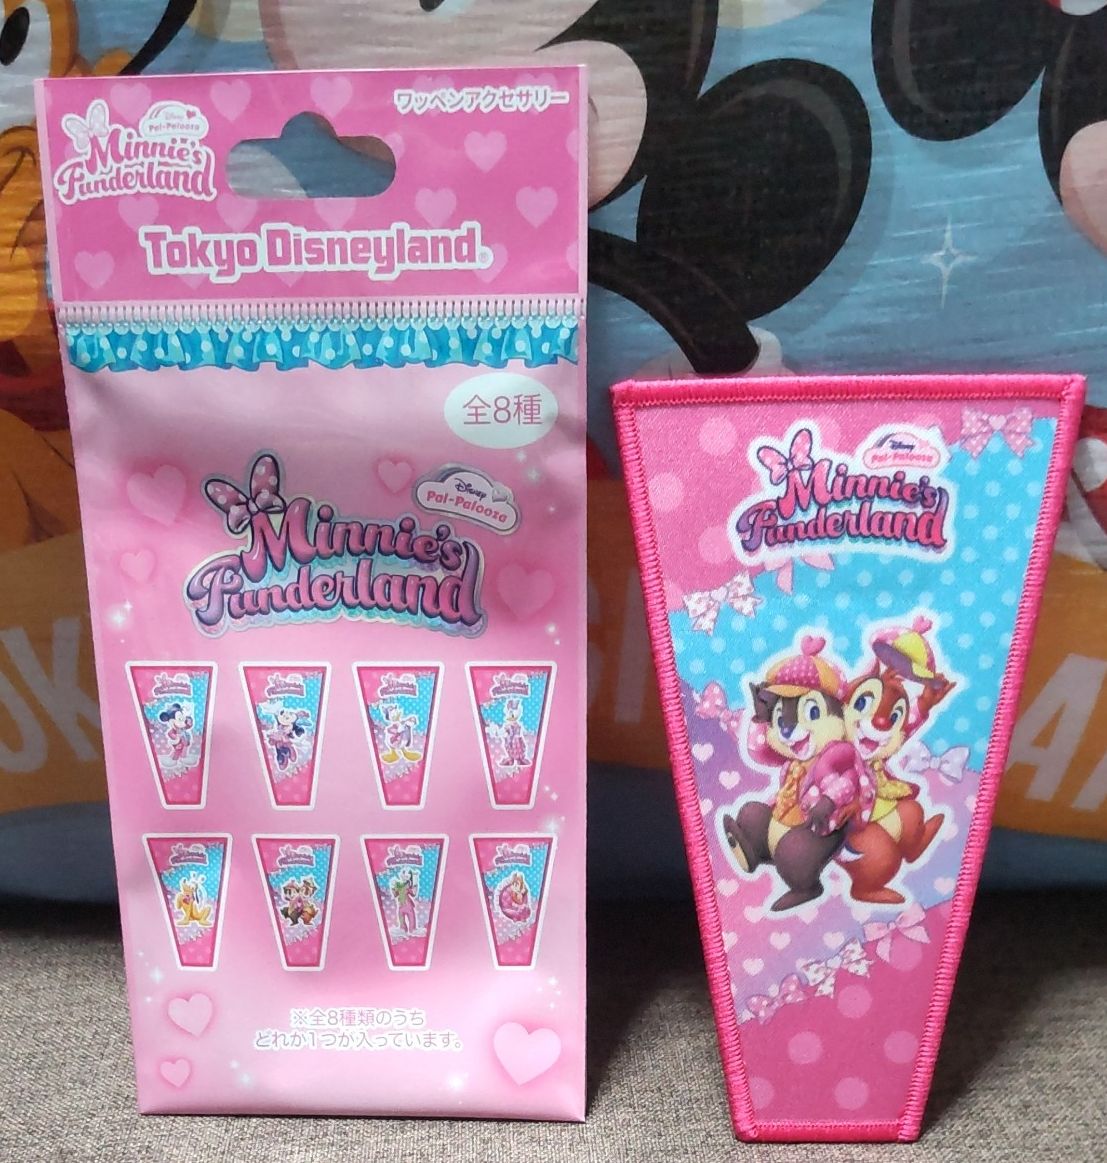 ワッペンアクセサリー
Disney
Pal-Palooza
Minnie's
Funderland
Tokyo Disneyland®
全8種
Disney
Pal-Palooza
Minnie's
Funderland
※全8種類のうち
どれか1つが入っています。
Disney
Pal-Palooza
Minnie's
Funderland